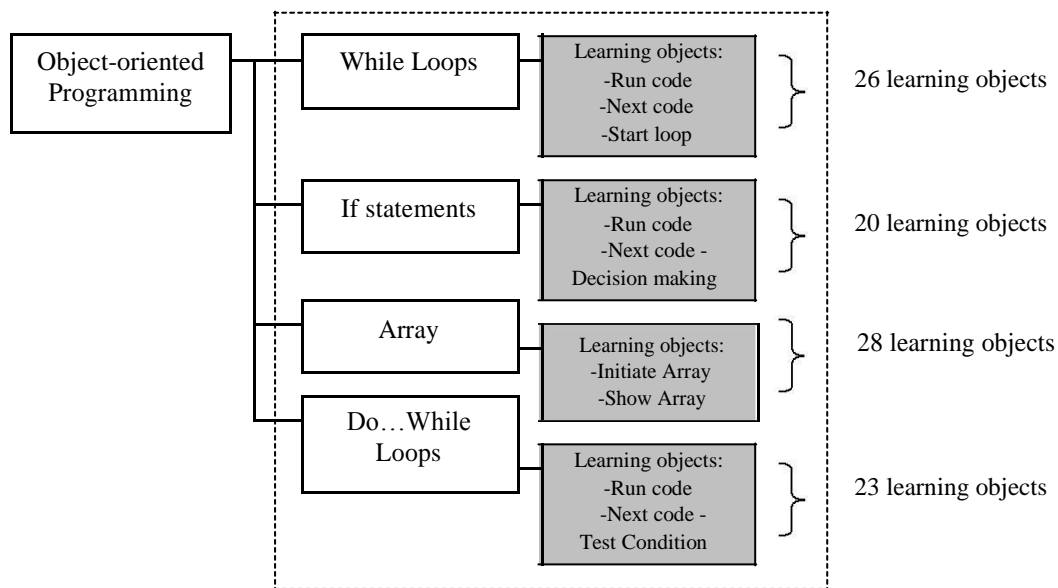 Object-oriented
Programming
While Loops
Learning objects:
-Run code
-Next code
-Start loop
26 learning objects
If statements
Learning objects:
-Run code
-Next code -
Decision making
20 learning objects
Array
Learning objects:
-Initiate Array
-Show Array
28 learning objects
Do…While
Loops
Learning objects:
-Run code
-Next code -
Test Condition
23 learning objects